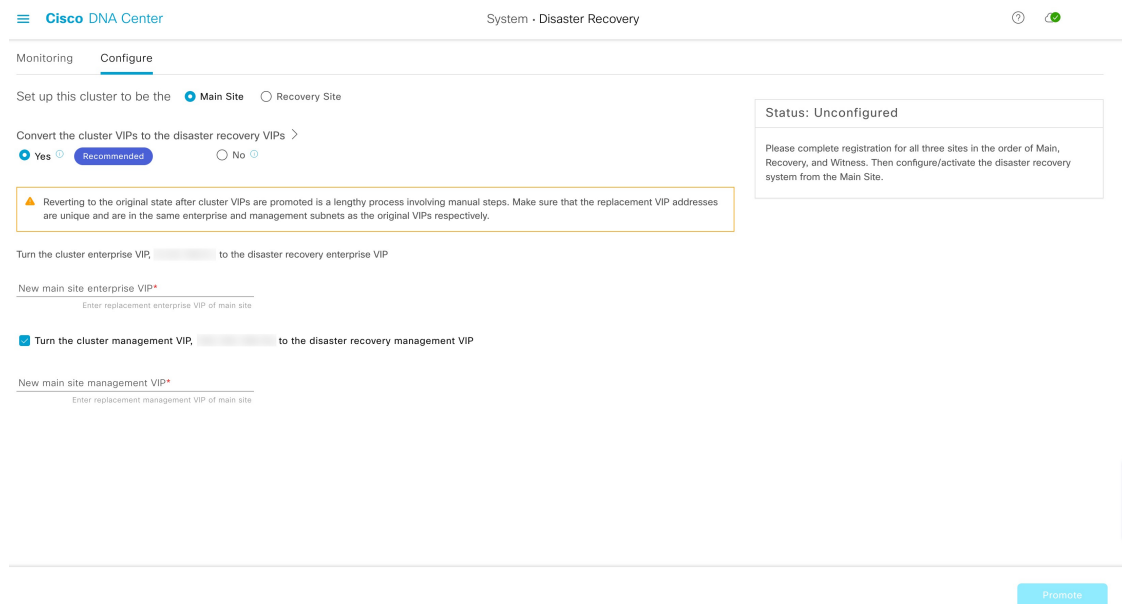 Cisco DNA Center
System · Disaster Recovery
Monitoring
Configure
Set up this cluster to be the
Main Site
Recovery Site
Convert the cluster VIPs to the disaster recovery VIPs
Yes
Recommended
No
Reverting to the original state after cluster VIPs are promoted is a lengthy process involving manual steps. Make sure that the replacement VIP addresses
are unique and are in the same enterprise and management subnets as the original VIPs respectively.
Turn the cluster enterprise VIP, to the disaster recovery enterprise VIP
New main site enterprise VIP*
Enter replacement enterprise VIP of main site
Turn the cluster management VIP, to the disaster recovery management VIP
New main site management VIP*
Enter replacement management VIP of main site
Status: Unconfigured
Please complete registration for all three sites in the order of Main,
Recovery, and Witness. Then configure/activate the disaster recovery
system from the Main Site.
Promote